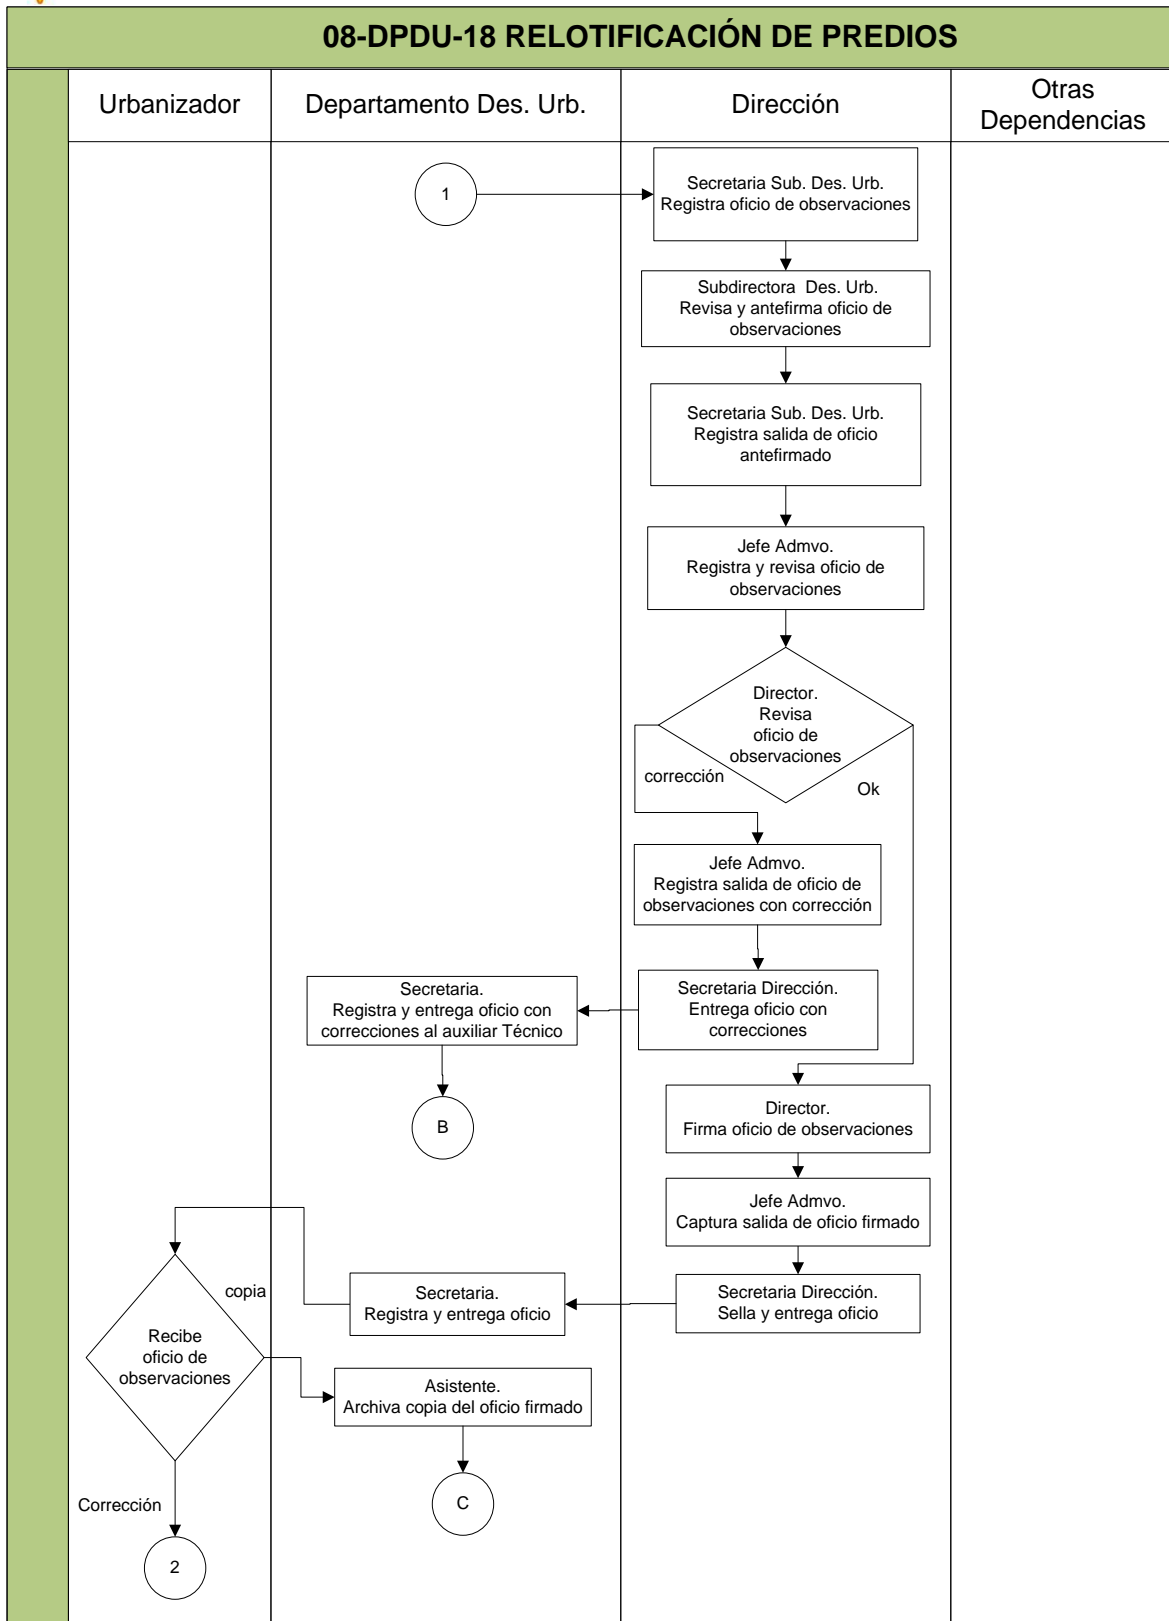 08-DPDU-18 RELOTIFICACIÓN DE PREDIOS
Urbanizador
Departamento Des. Urb.
Dirección
Otras
Dependencias
1
Secretaria Sub. Des. Urb.
Registra oficio de observaciones
Subdirectora  Des. Urb.
Revisa y antefirma oficio de
observaciones
Secretaria Sub. Des. Urb.
Registra salida de oficio
antefirmado
Jefe Admvo.
Registra y revisa oficio de
observaciones
Director.
Revisa
oficio de
observaciones
corrección
Ok
Jefe Admvo.
Registra salida de oficio de
observaciones con corrección
Secretaria Dirección.
Entrega oficio con
correcciones
Secretaria.
Registra y entrega oficio con
correcciones al auxiliar Técnico
B
Director.
Firma oficio de observaciones
Jefe Admvo.
Captura salida de oficio firmado
Secretaria Dirección.
Sella y entrega oficio
Secretaria.
Registra y entrega oficio
copia
Recibe
oficio de
observaciones
Asistente.
Archiva copia del oficio firmado
C
Corrección
2